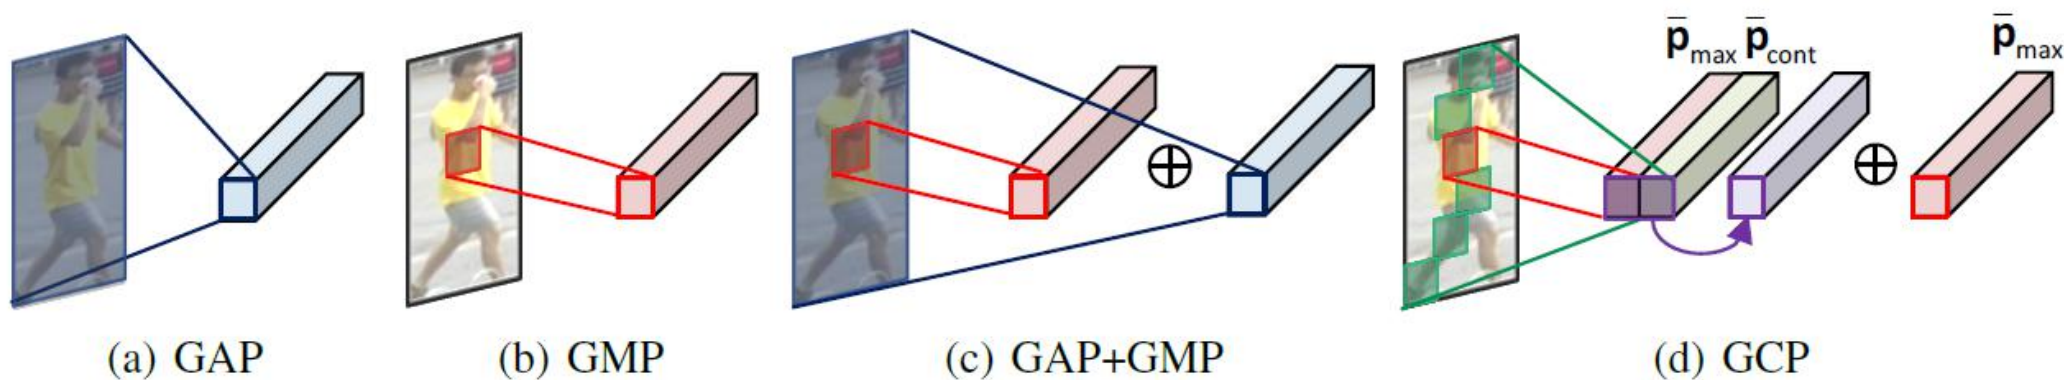 p̄max p̄cont p̄max
⊕ ⊕
(a) GAP (b) GMP (c) GAP+GMP (d) GCP